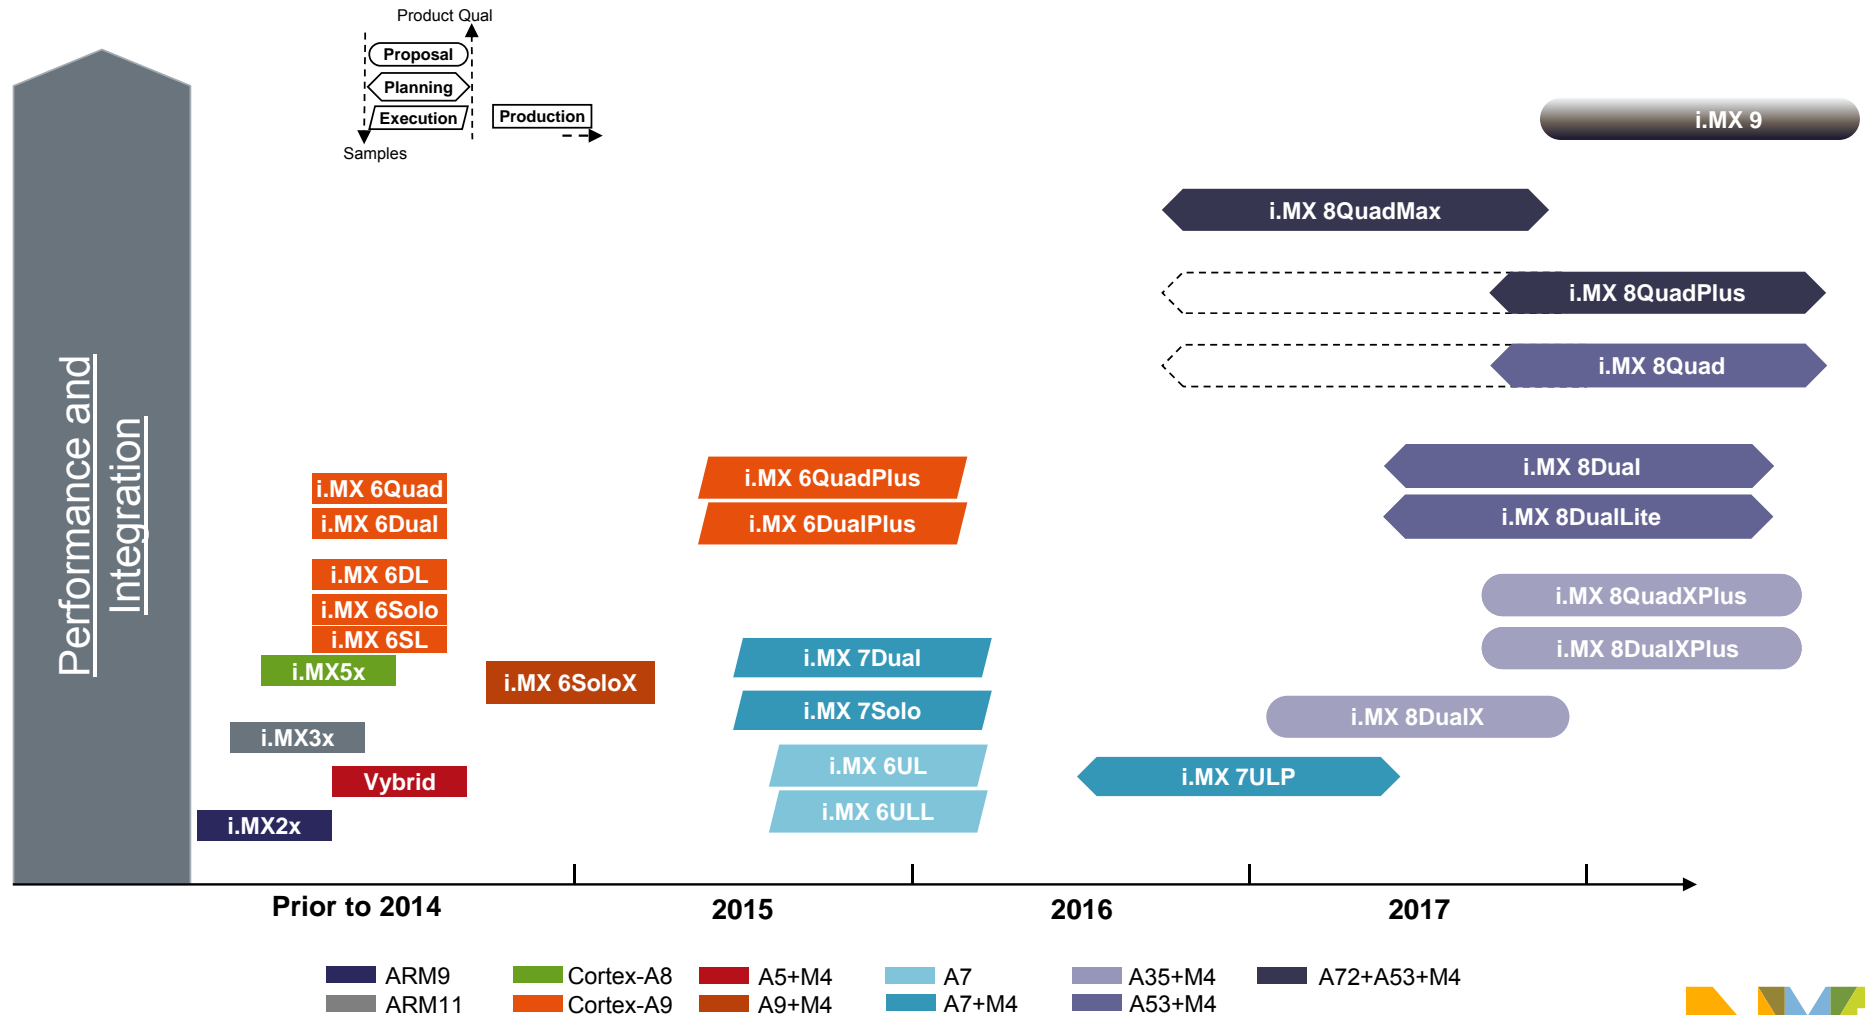 Product Qual
Proposal
Planning
Execution
Production
Samples
i.MX 9
i.MX 8QuadMax
i.MX 8QuadPlus
i.MX 8Quad
Performance and
Integration
i.MX 6Quad
i.MX 6Dual
i.MX 6DL
i.MX 6Solo
i.MX 6SL
i.MX5x
i.MX3x
Vybrid
i.MX2x
i.MX 6SoloX
i.MX 6QuadPlus
i.MX 6DualPlus
i.MX 7Dual
i.MX 7Solo
i.MX 6UL
i.MX 6ULL
i.MX 8Dual
i.MX 8DualLite
i.MX 8QuadXPlus
i.MX 8DualXPlus
i.MX 8DualX
i.MX 7ULP
Prior to 2014
2015
2016
2017
ARM9
Cortex-A8
A5+M4
A7
A35+M4
A72+A53+M4
ARM11
Cortex-A9
A9+M4
A7+M4
A53+M4